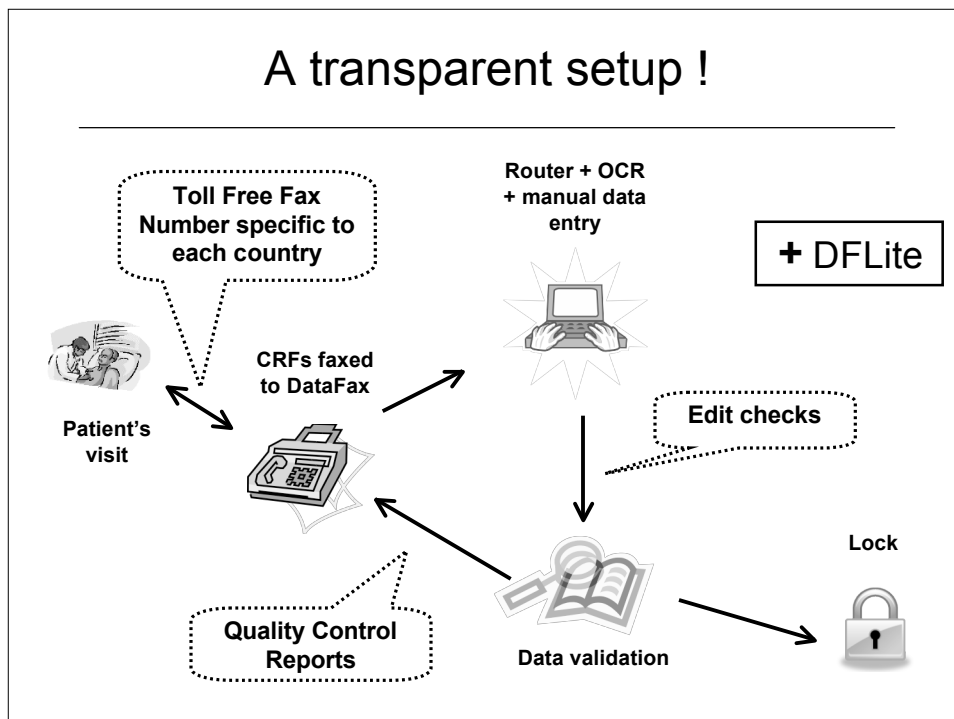 A transparent setup !
Toll Free Fax
Number specific to
each country
Router + OCR
+ manual data
entry
+ DFLite
CRFs faxed
to DataFax
Patient's
visit
Edit checks
Lock
Quality Control
Reports
Data validation